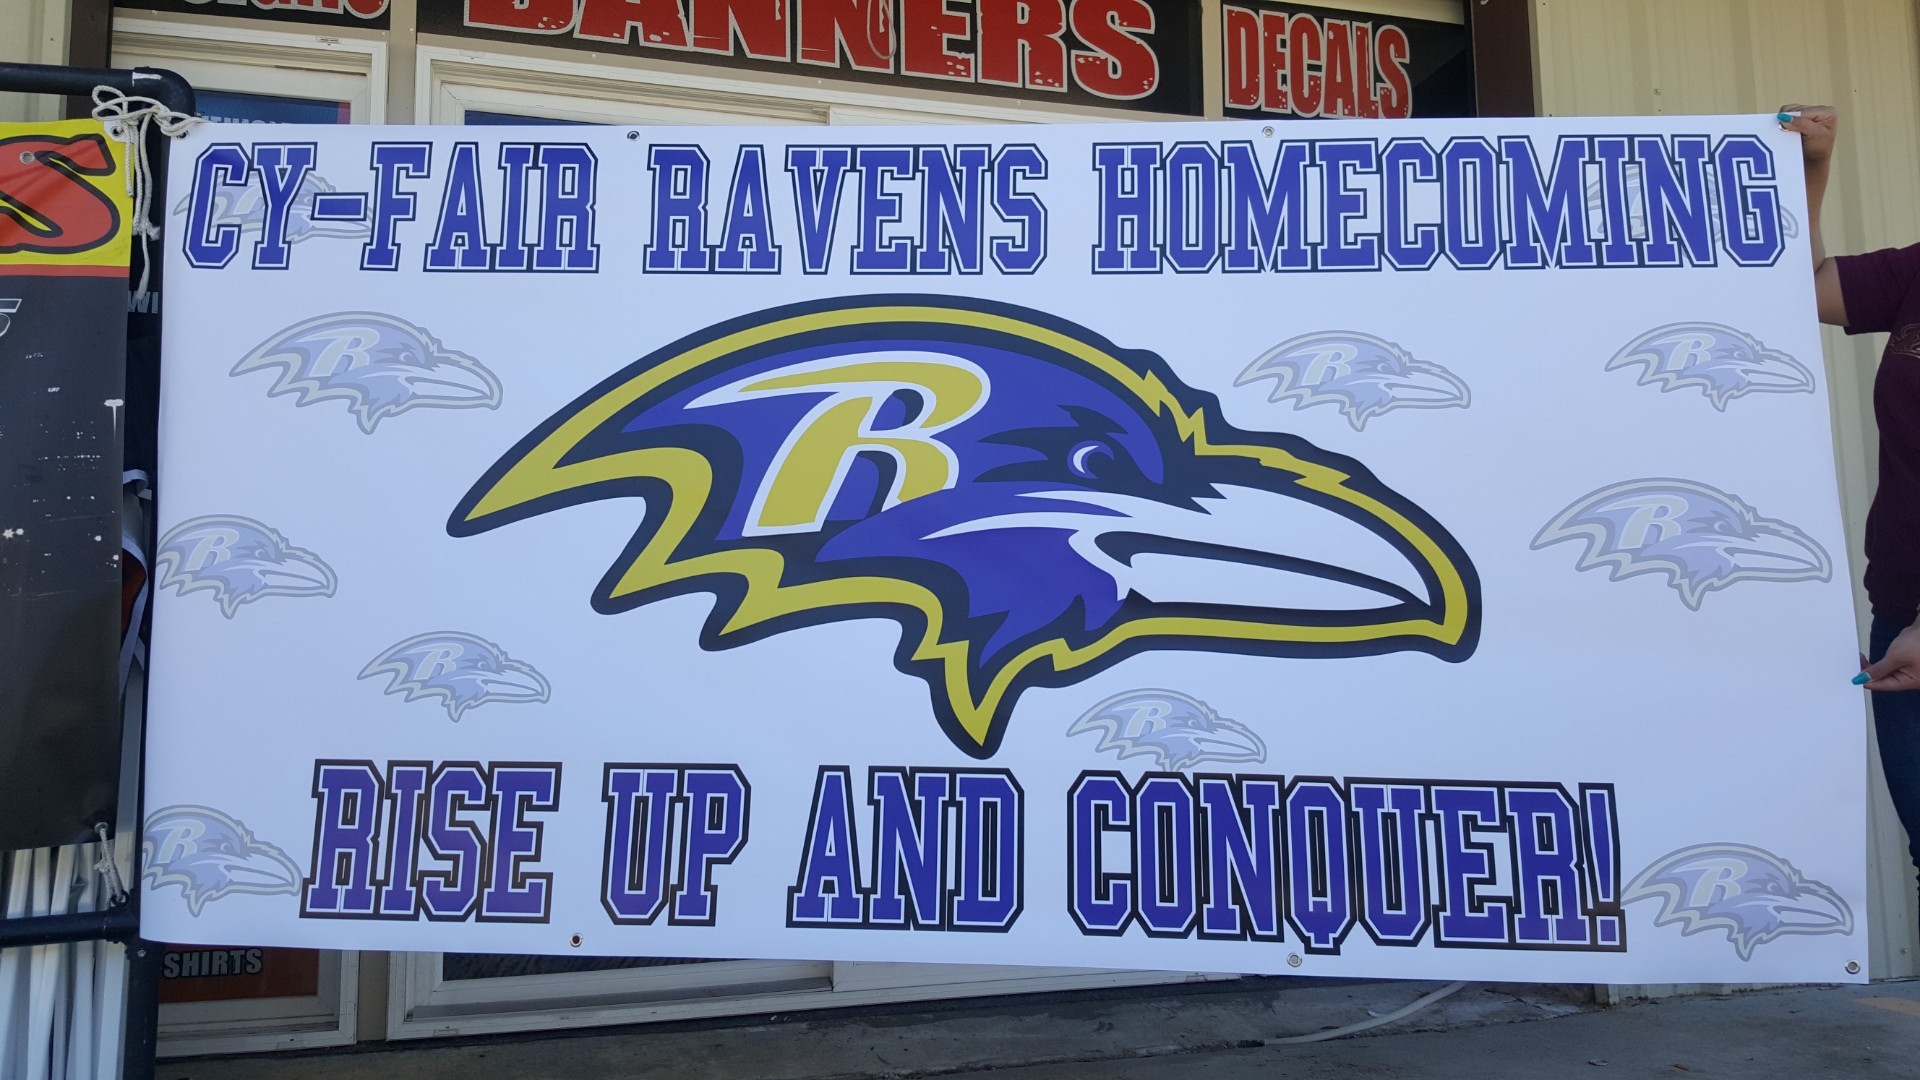 BANNERS
DECALS
CY-FAIR RAVENS HOMECOMING
R
RISE UP AND CONQUER!
SHIRTS